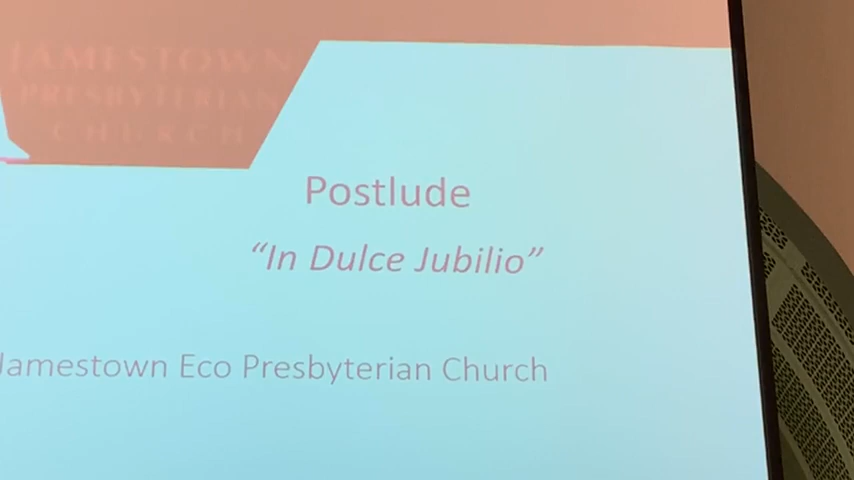 JAMESTOWN
PRESBYTERIAN
CHURCH
Postlude
“In Dulce Jubilio”
Jamestown Eco Presbyterian Church